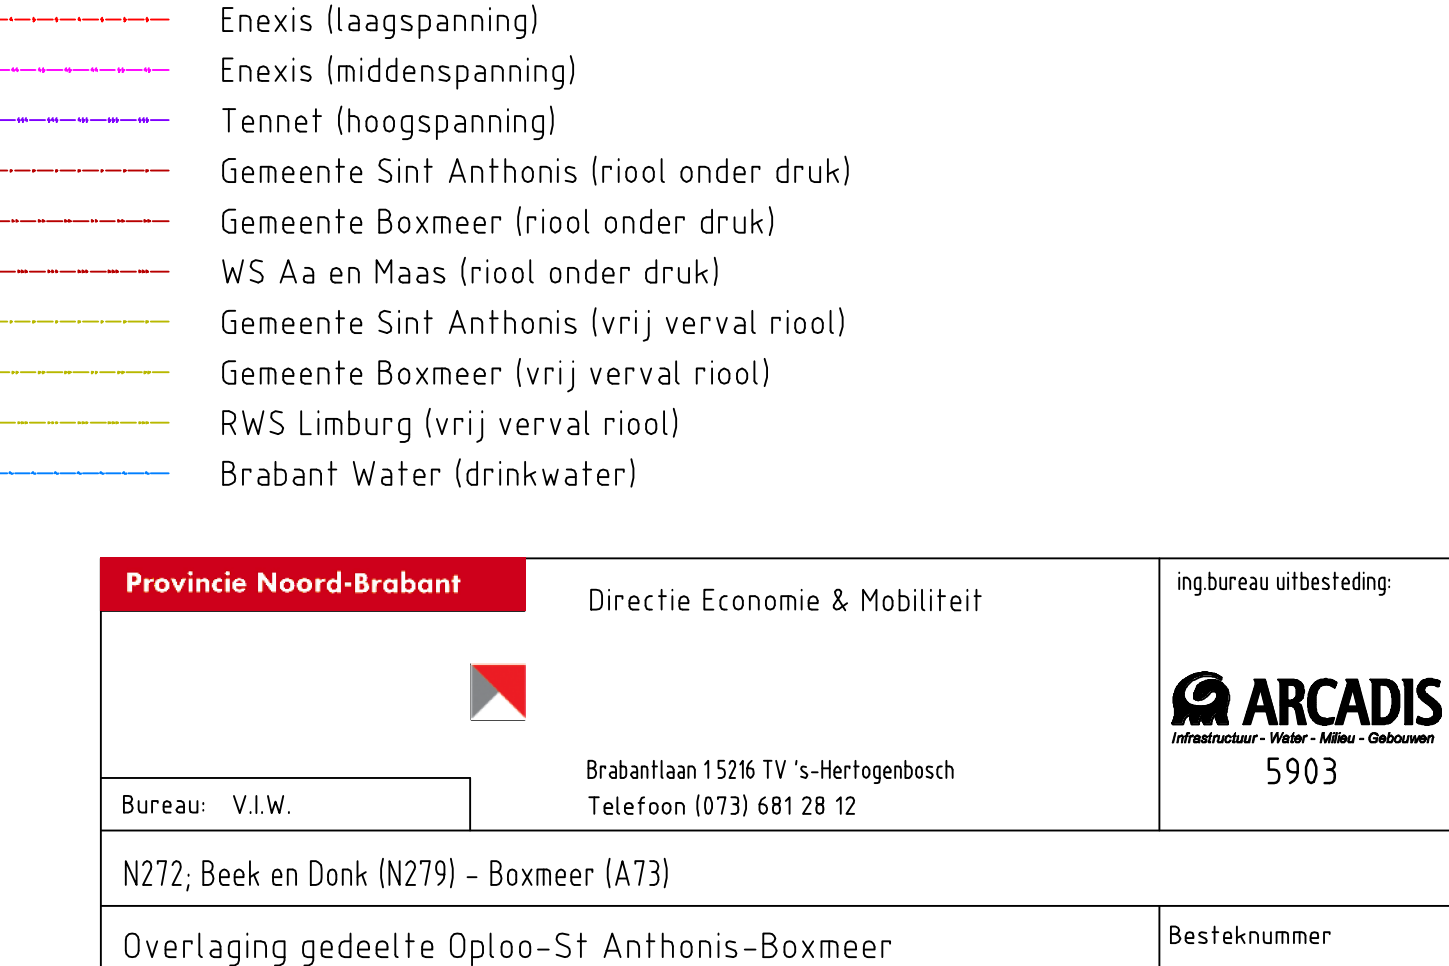 Enexis (laagspanning)
Enexis (middenspanning)
Tennet (hoogspanning)
Gemeente Sint Anthonis (riool onder druk)
Gemeente Boxmeer (riool onder druk)
WS Aa en Maas (riool onder druk)
Gemeente Sint Anthonis (vrij verval riool)
Gemeente Boxmeer (vrij verval riool)
RWS Limburg (vrij verval riool)
Brabant Water (drinkwater)
Provincie Noord-Brabant
Directie Economie & Mobiliteit
ing.bureau uitbesteding:
ARCADIS
Infrastructuur - Water - Milieu - Gebouwen
5903
Brabantlaan 1 5216 TV 's-Hertogenbosch
Telefoon (073) 681 28 12
Bureau: V.I.W.
N272; Beek en Donk (N279) - Boxmeer (A73)
Overlaging gedeelte Oploo-St Anthonis-Boxmeer
Besteknummer